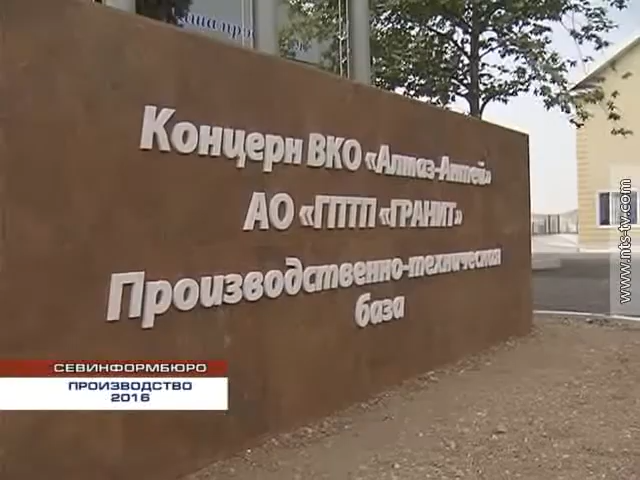 Концерн ВКО «Алмаз-Антей»
АО «ГПТП «ГРАНИТ»
Производственно-техническая
база
СЕВИНФОРМБЮРО
ПРОИЗВОДСТВО
2016
www.nts-tv.com